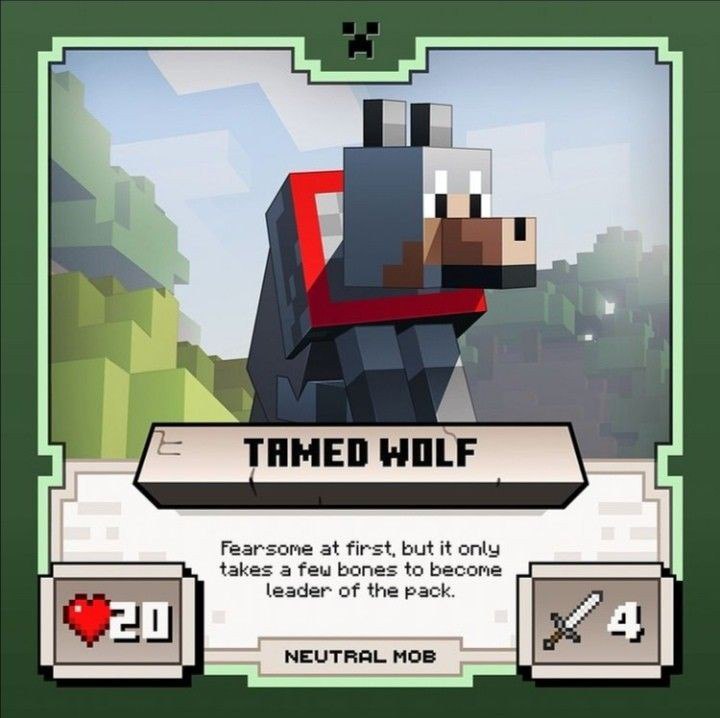 TAMED WOLF
Fearsome at first, but it only
takes a few bones to become
leader of the pack.
20
4
NEUTRAL MOB